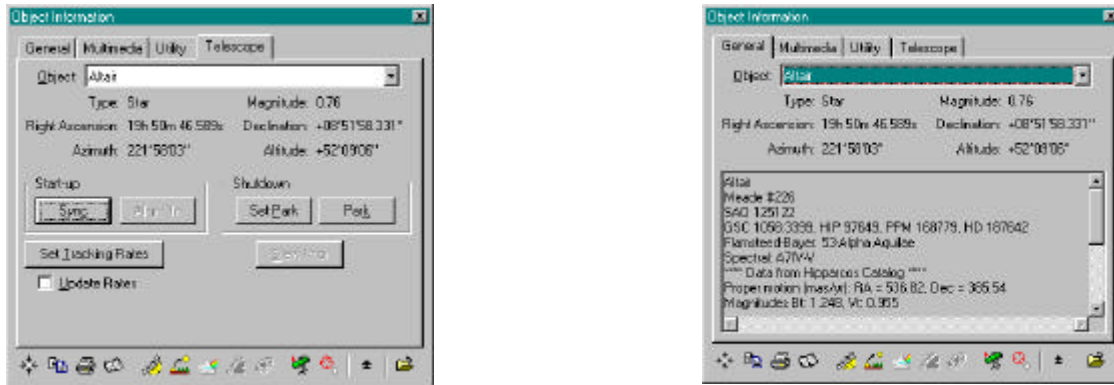 Object Information
General Multimedia Utility Telescope
Object: Altair
Type: Star Magnitude: 0.76
Right Ascension: 19h 50m 46.589s Declination: +08°51'58.331"
Azimuth: 221°58'03" Altitude: +52°09'06"
Start-up Shutdown
Sync Set Park Park
Set Tracking Rates
Update Rates
Object Information
General Multimedia Utility Telescope
Object: Altair
Type: Star Magnitude: 0.76
Right Ascension: 19h 50m 46.589s Declination: +08°51'58.331"
Azimuth: 221°58'03" Altitude: +52°09'06"
Altair
Meade #226
SAO 125122
GSC 1058:3399, HIP 97649, PPM 168779, HD 187642
Flamsteed-Bayer: 53-Alpha Aquilae
Spectral: A7IV-V
**** Data from Hipparcos Catalog ****
Proper motion (mas/yr): RA = 536.82, Dec = 385.54
Magnitudes Bt: 1.248, Vt: 0.955